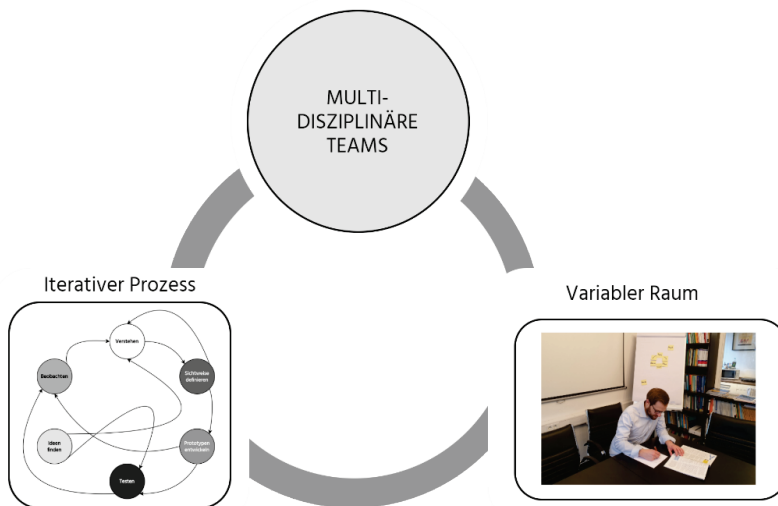 MULTI-
DISZIPLINÄRE
TEAMS
Iterativer Prozess
Variabler Raum
Verstehen
Beobachten
Sichtweise
definieren
Ideen
finden
Prototypen
entwickeln
Testen